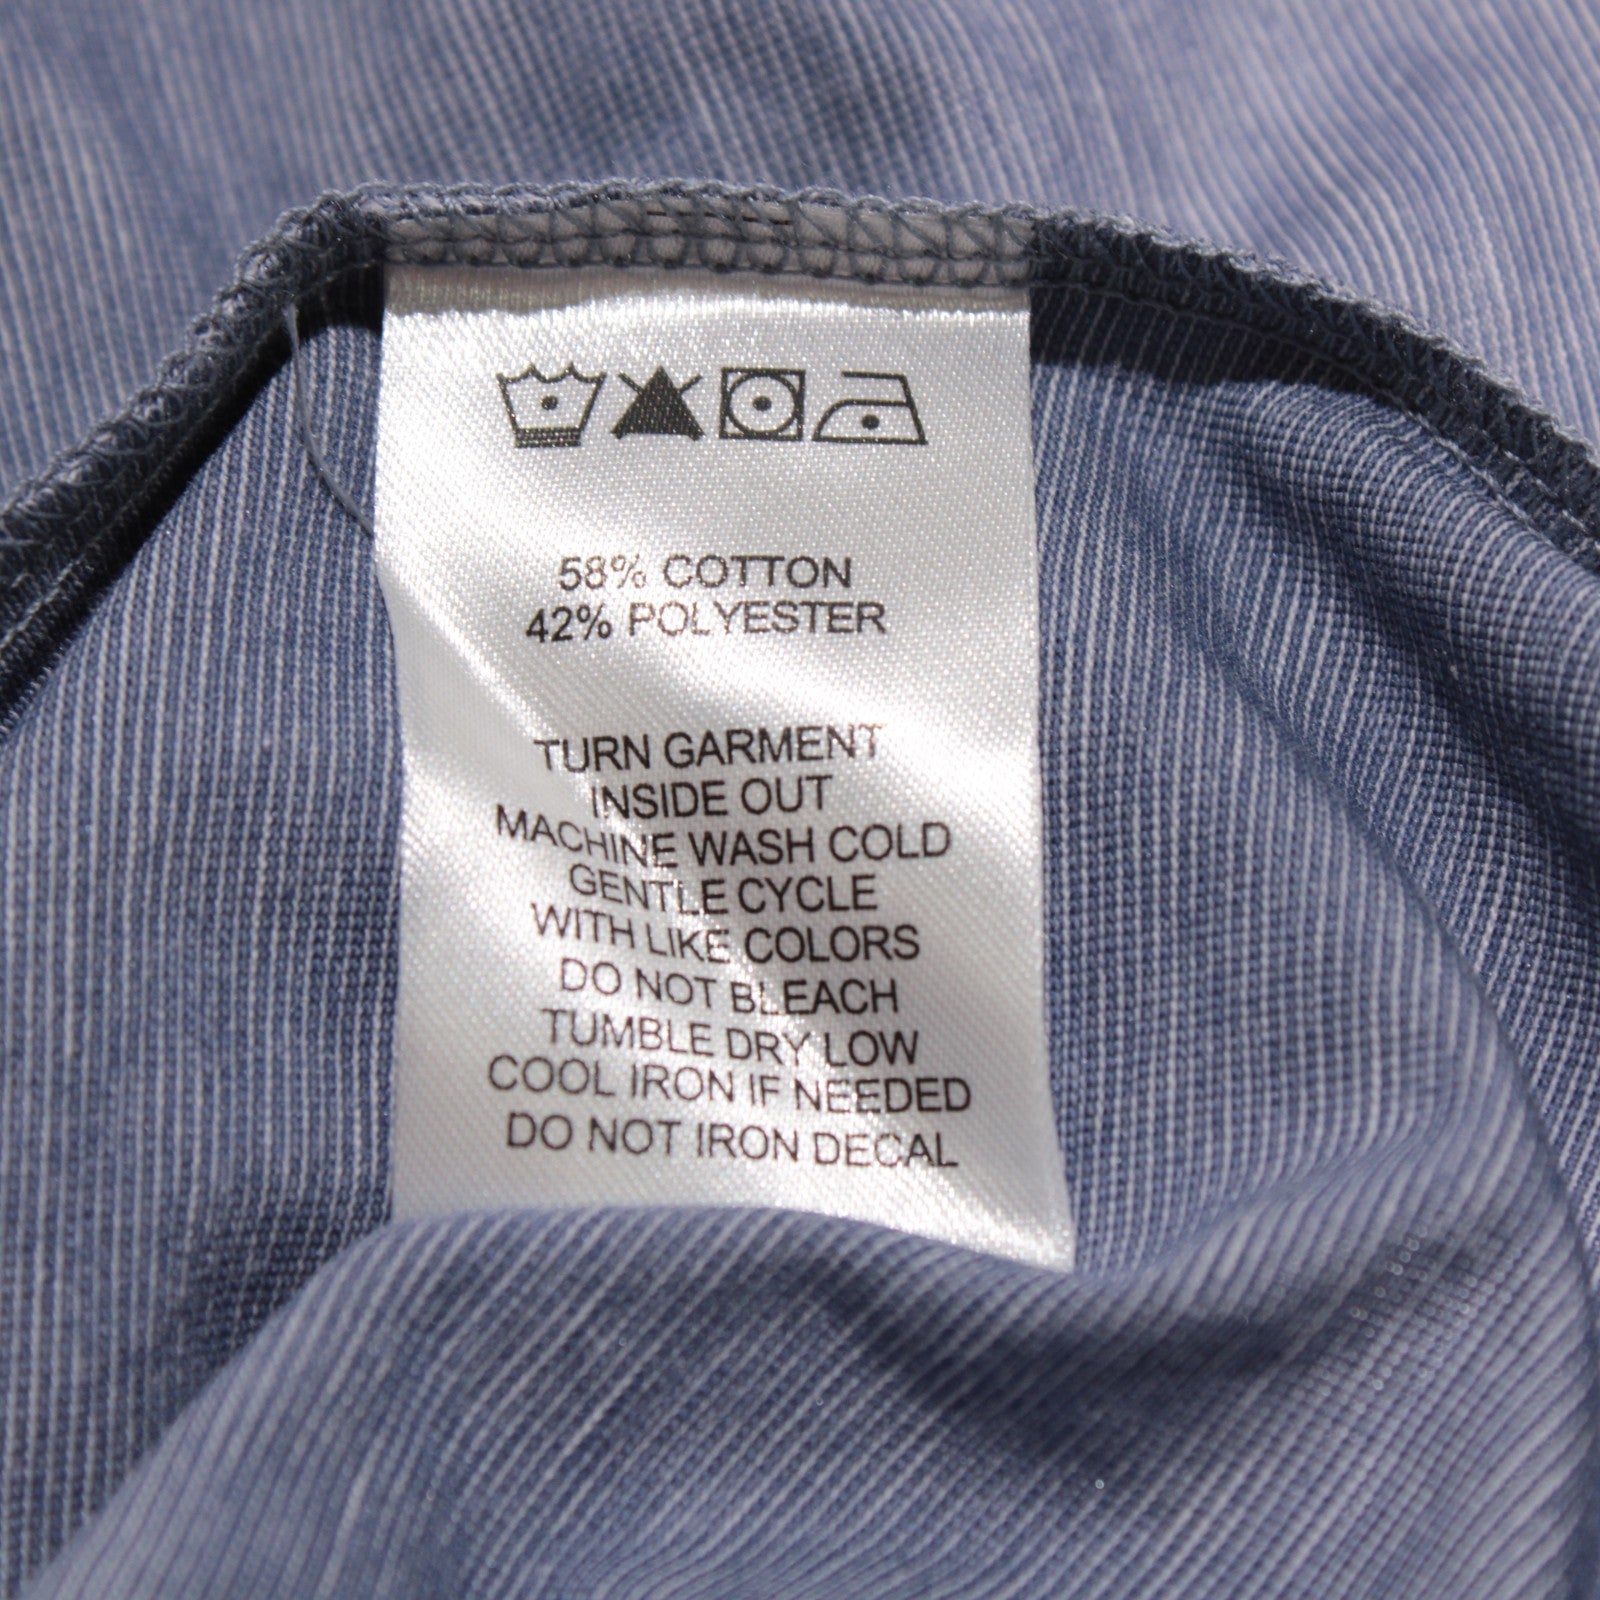 58% COTTON
42% POLYESTER
TURN GARMENT
INSIDE OUT
MACHINE WASH COLD
GENTLE CYCLE
WITH LIKE COLORS
DO NOT BLEACH
TUMBLE DRY LOW
COOL IRON IF NEEDED
DO NOT IRON DECAL